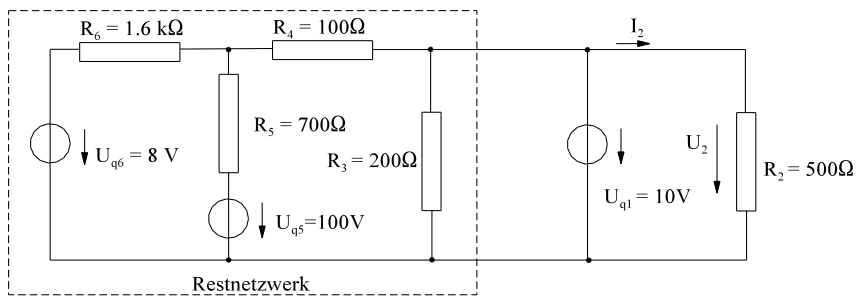 R6 = 1.6 kΩ
R4 = 100Ω
I2
R5 = 700Ω
Uq6 = 8 V
R3 = 200Ω
U2
R2 = 500Ω
Uq1 = 10V
Uq5=100V
Restnetzwerk